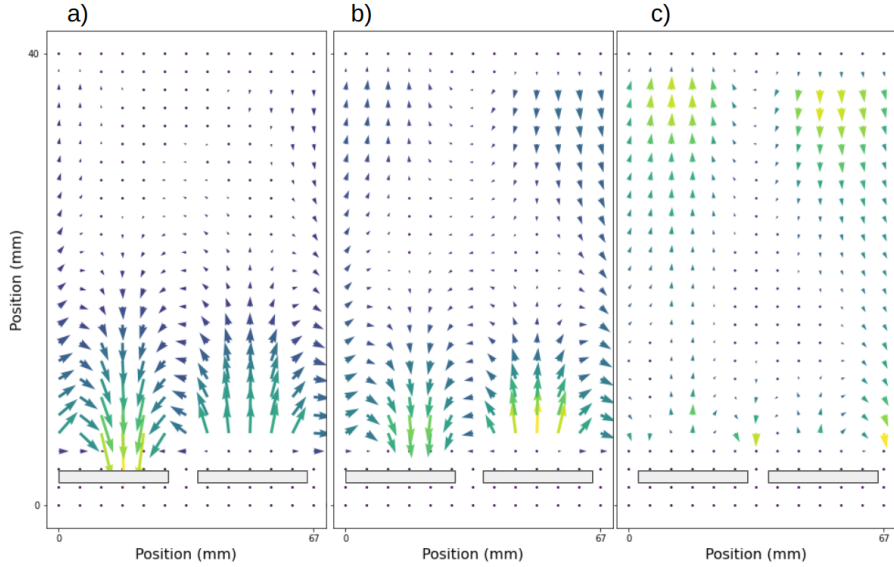 a) b) c)
40
Position (mm)
0
0 67 0 67 0 67
Position (mm) Position (mm) Position (mm)